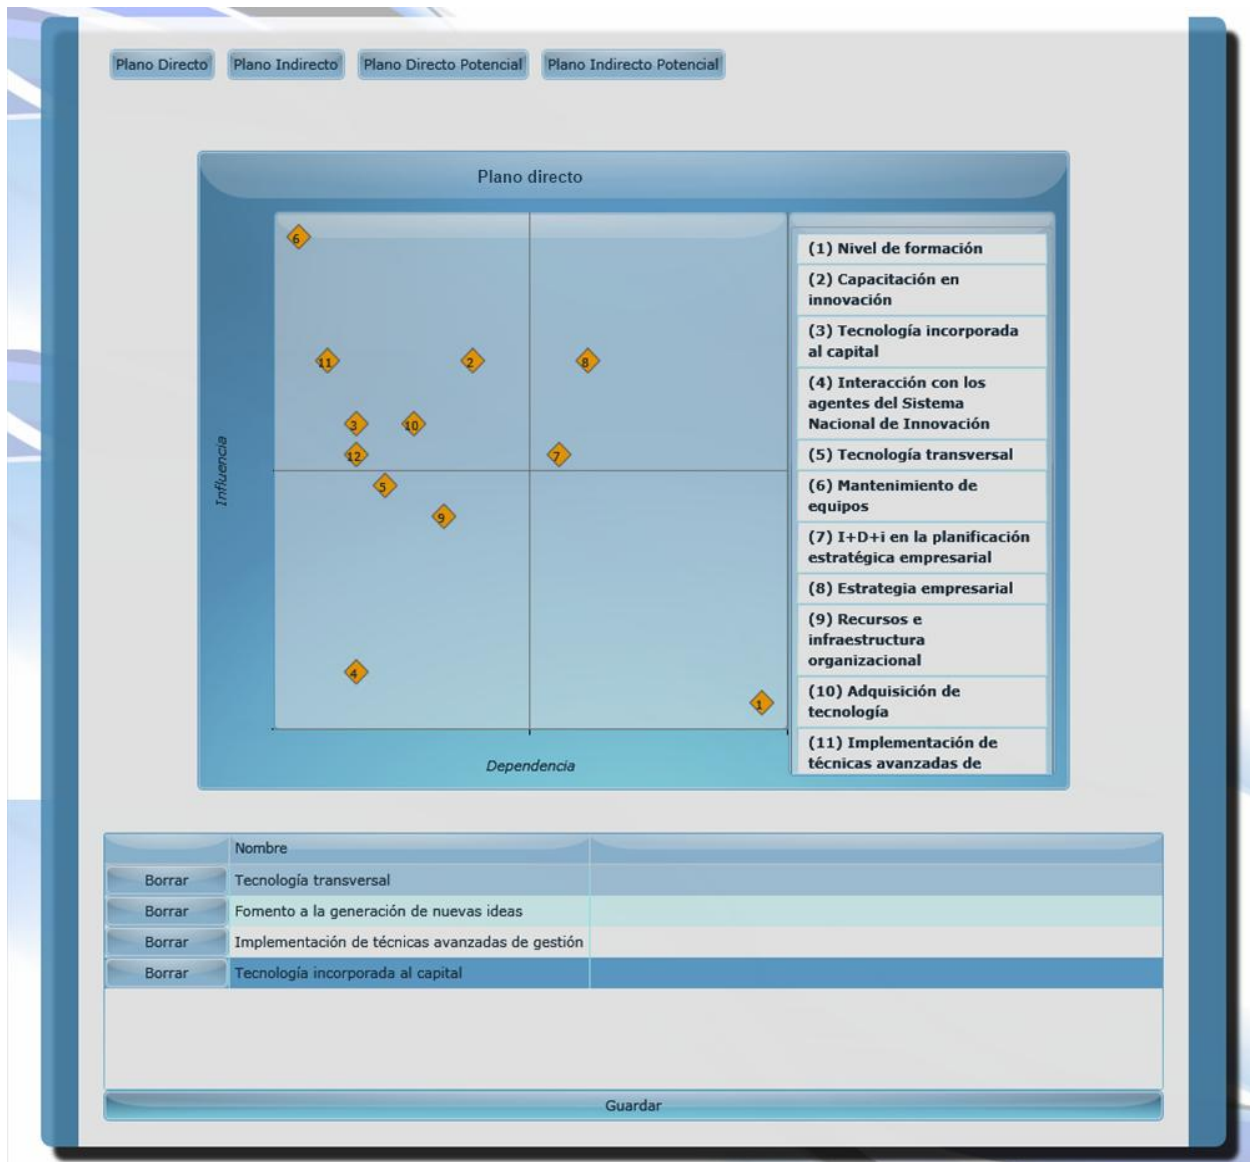 Plano Directo
Plano Indirecto
Plano Directo Potencial
Plano Indirecto Potencial
Plano directo
6
11
2
8
3
10
12
7
5
9
4
1
Influencia
Dependencia
(1) Nivel de formación
(2) Capacitación en
innovación
(3) Tecnología incorporada
al capital
(4) Interacción con los
agentes del Sistema
Nacional de Innovación
(5) Tecnología transversal
(6) Mantenimiento de
equipos
(7) I+D+i en la planificación
estratégica empresarial
(8) Estrategia empresarial
(9) Recursos e
infraestructura
organizacional
(10) Adquisición de
tecnología
(11) Implementación de
técnicas avanzadas de
Nombre
Borrar Tecnología transversal
Borrar Fomento a la generación de nuevas ideas
Borrar Implementación de técnicas avanzadas de gestión
Borrar Tecnología incorporada al capital
Guardar